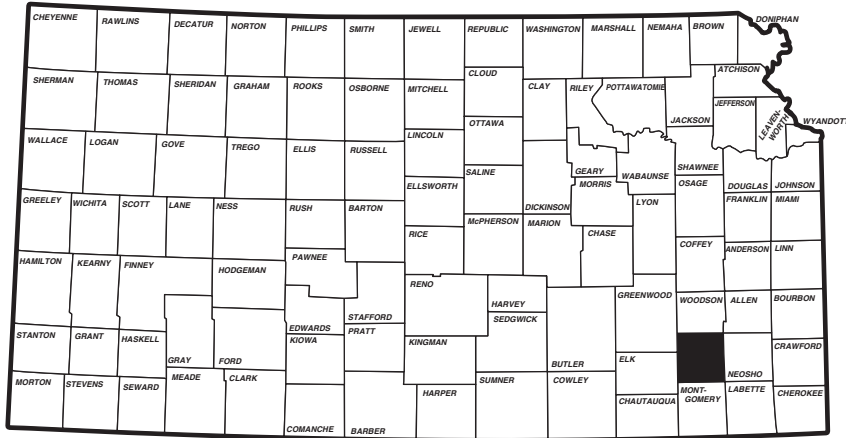 CHEYENNE
RAWLINS
DECATUR
NORTON
PHILLIPS
SMITH
JEWELL
REPUBLIC
WASHINGTON
MARSHALL
NEMAHA
BROWN
DONIPHAN
SHERMAN
THOMAS
SHERIDAN
GRAHAM
ROOKS
OSBORNE
MITCHELL
CLOUD
CLAY
RILEY
POTTAWATOMIE
ATCHISON
JACKSON
JEFFERSON
LEAVEN-
WORTH
WYANDOTT
WALLACE
LOGAN
GOVE
TREGO
ELLIS
RUSSELL
LINCOLN
OTTAWA
SALINE
ELLSWORTH
DICKINSON
GEARY
MORRIS
WABAUNSE
SHAWNEE
OSAGE
DOUGLAS
JOHNSON
GREELEY
WICHITA
SCOTT
LANE
NESS
RUSH
BARTON
RICE
McPHERSON
MARION
CHASE
LYON
FRANKLIN
MIAMI
COFFEY
ANDERSON
LINN
HAMILTON
KEARNY
FINNEY
HODGEMAN
PAWNEE
STAFFORD
RENO
HARVEY
SEDGWICK
GREENWOOD
WOODSON
ALLEN
BOURBON
EDWARDS
STANTON
GRANT
HASKELL
GRAY
FORD
KIOWA
PRATT
KINGMAN
BUTLER
ELK
NEOSHO
CRAWFORD
MORTON
STEVENS
SEWARD
MEADE
CLARK
COMANCHE
BARBER
HARPER
SUMNER
COWLEY
CHAUTAUQUA
MONT-
GOMERY
LABETTE
CHEROKEE